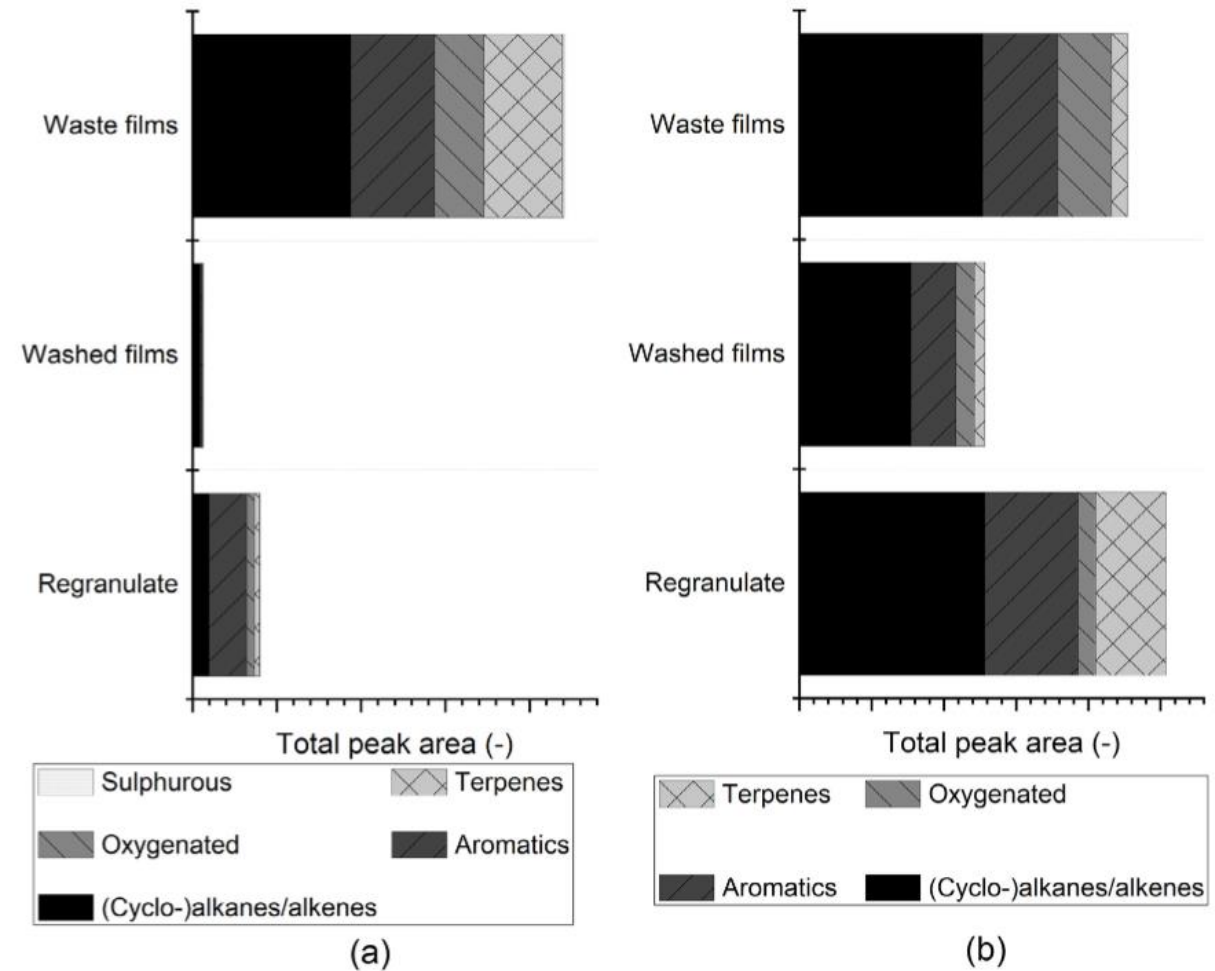 Waste films
Washed films
Regranulate
Total peak area (-)
Sulphurous
Terpenes
Oxygenated
Aromatics
(Cyclo-)alkanes/alkenes
(a)
Waste films
Washed films
Regranulate
Total peak area (-)
Terpenes
Oxygenated
Aromatics
(Cyclo-)alkanes/alkenes
(b)